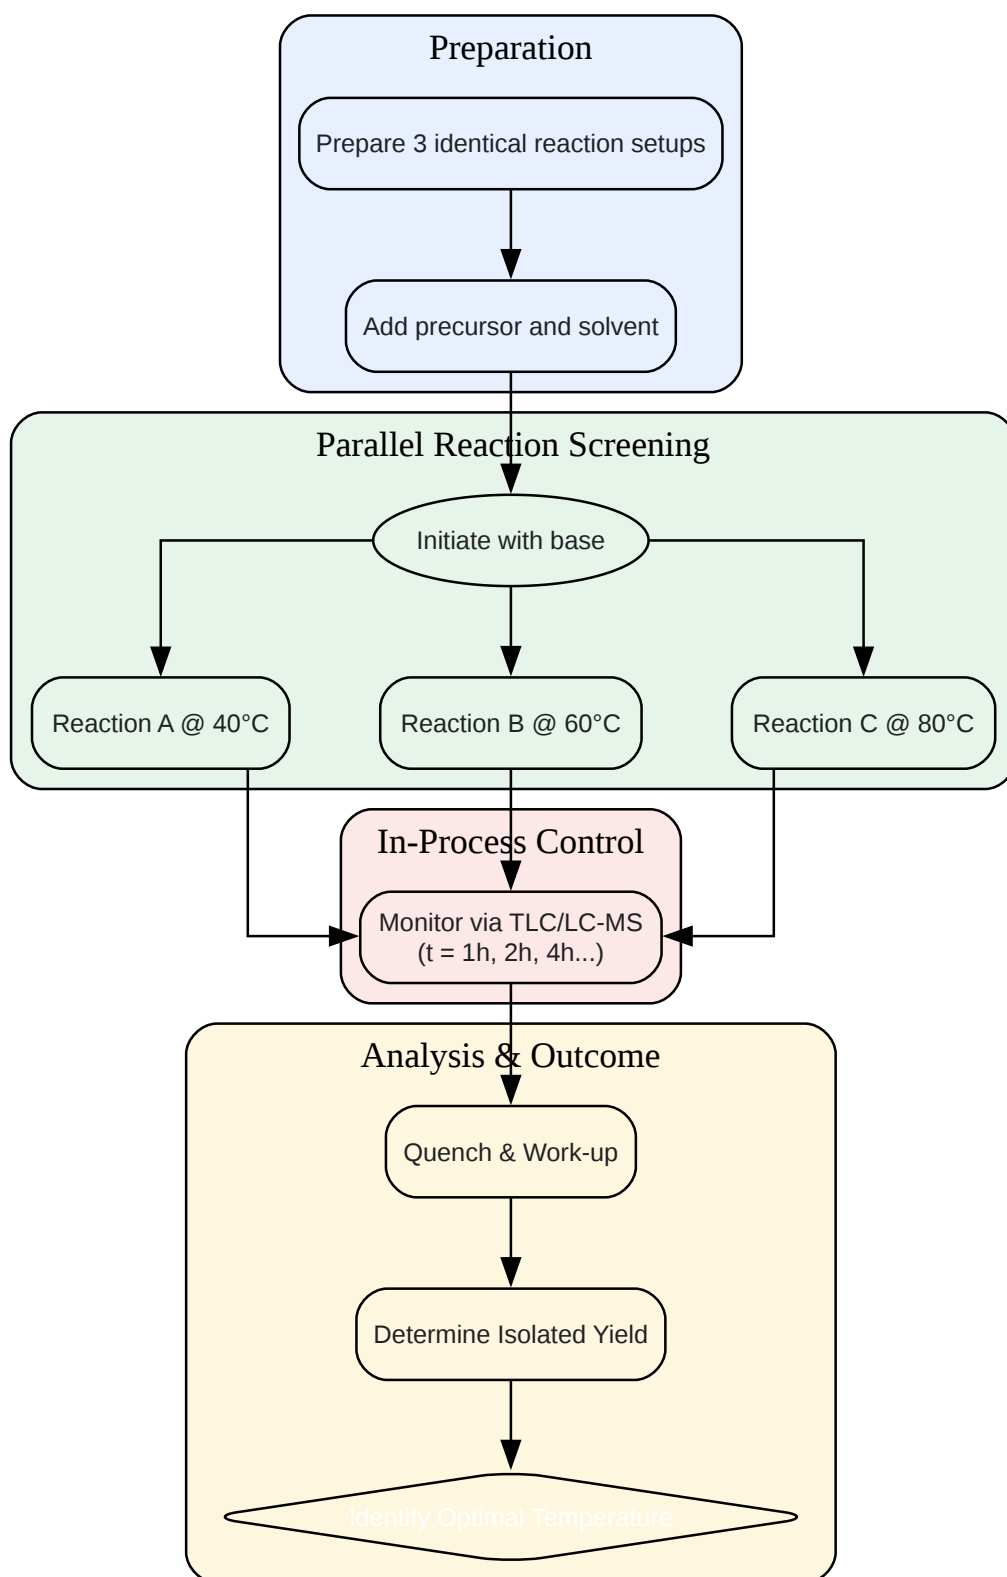 Preparation
Prepare 3 identical reaction setups
Add precursor and solvent
Parallel Reaction Screening
Initiate with base
Reaction A @ 40°C
Reaction B @ 60°C
Reaction C @ 80°C
In-Process Control
Monitor via TLC/LC-MS
(t = 1h, 2h, 4h...)
Analysis & Outcome
Quench & Work-up
Determine Isolated Yield
Identify Optimal Temperature